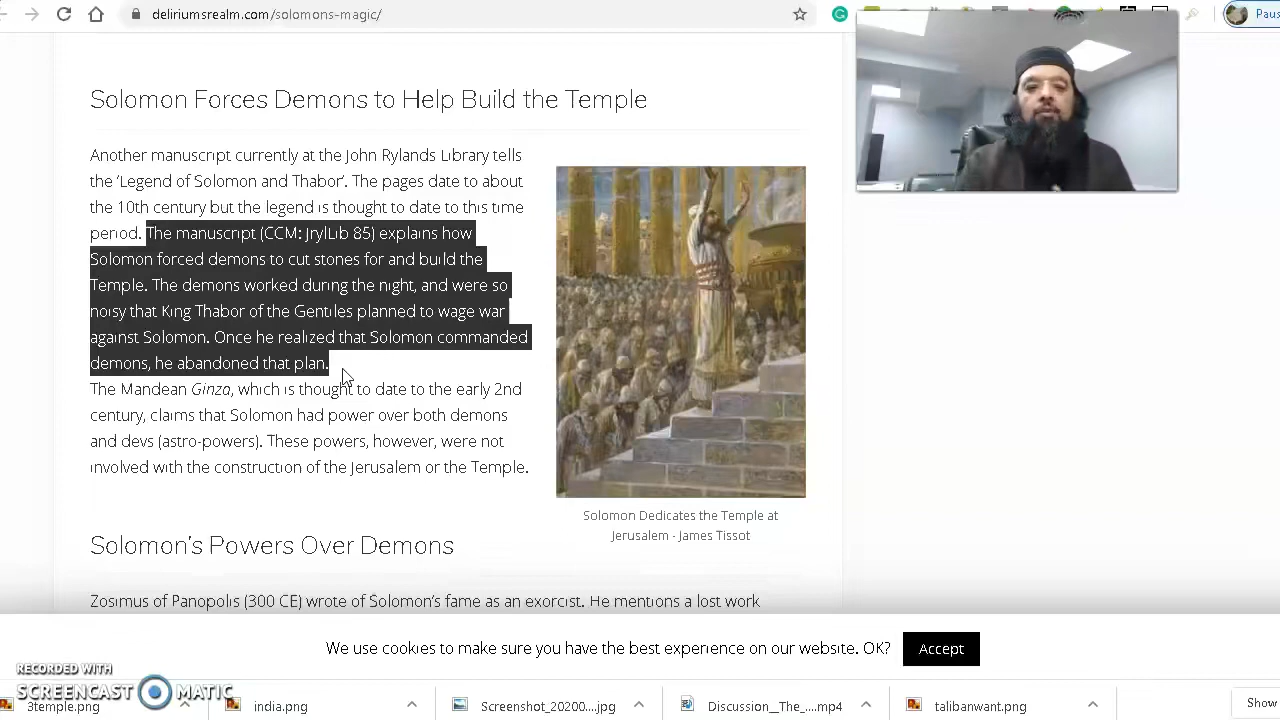 deliriumsrealm.com/solomons-magic/
Pau
Solomon Forces Demons to Help Build the Temple
Another manuscript currently at the John Rylands Library tells
the ‘Legend of Solomon and Thabor’. The pages date to about
the 10th century and the legend is thought to date to this time
period. The manuscript (CCM: JrylLib 85) explains how
Solomon forced demons to cut stones for and build the
Temple. The demons worked during the night, and were so
noisy that King Thabor of the Gentiles planned to wage war
against Solomon. Once he realized that Solomon commanded
demons, he abandoned that plan.
The Mandean Ginza, which is thought to date to the early 2nd
century, claims that Solomon had power over both demons
and devs (astro-powers). These powers, however, were not
involved with the construction of the Jerusalem or the Temple.
Solomon Dedicates the Temple at
Jerusalem - James Tissot
Solomon’s Powers Over Demons
Zosimus of Panopolis (300 CE) wrote of Solomon’s fame as an exorcist. He mentions a lost work
We use cookies to make sure you have the best experience on our website. OK?
Accept
RECORDED WITH
SCREENCAST MATIC
3temple.png
india.png
Screenshot_20200....jpg
Discussion__The_....mp4
talibanwant.png
Show